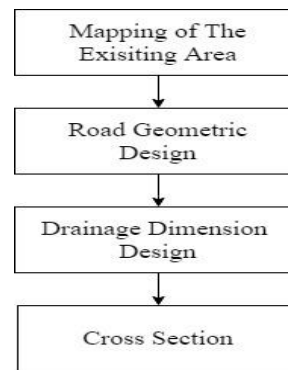 Mapping of The
Exisiting Area
Road Geometric
Design
Drainage Dimension
Design
Cross Section